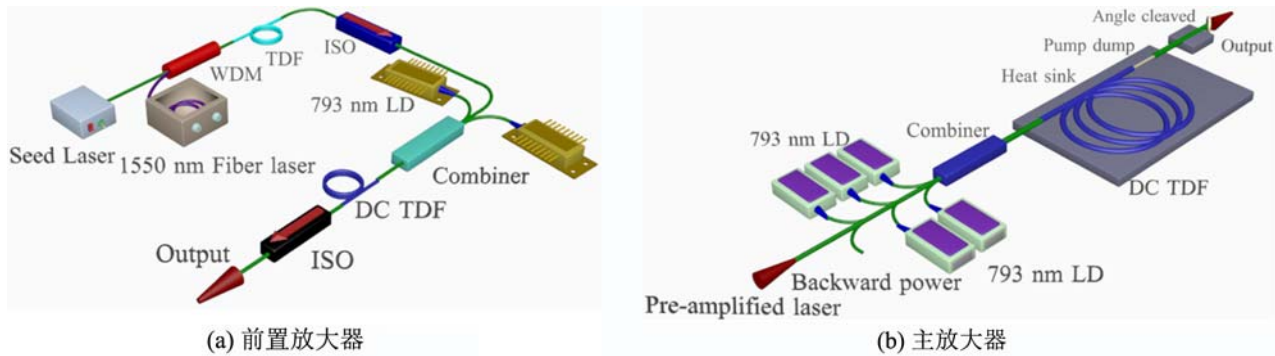 ISO
TDF
WDM
793 nm LD
Seed Laser
1550 nm Fiber laser
Combiner
DC TDF
Output
ISO
(a) 前置放大器
Angle cleaved
Output
Pump dump
Heat sink
Combiner
793 nm LD
DC TDF
793 nm LD
Backward power
Pre-amplified laser
(b) 主放大器